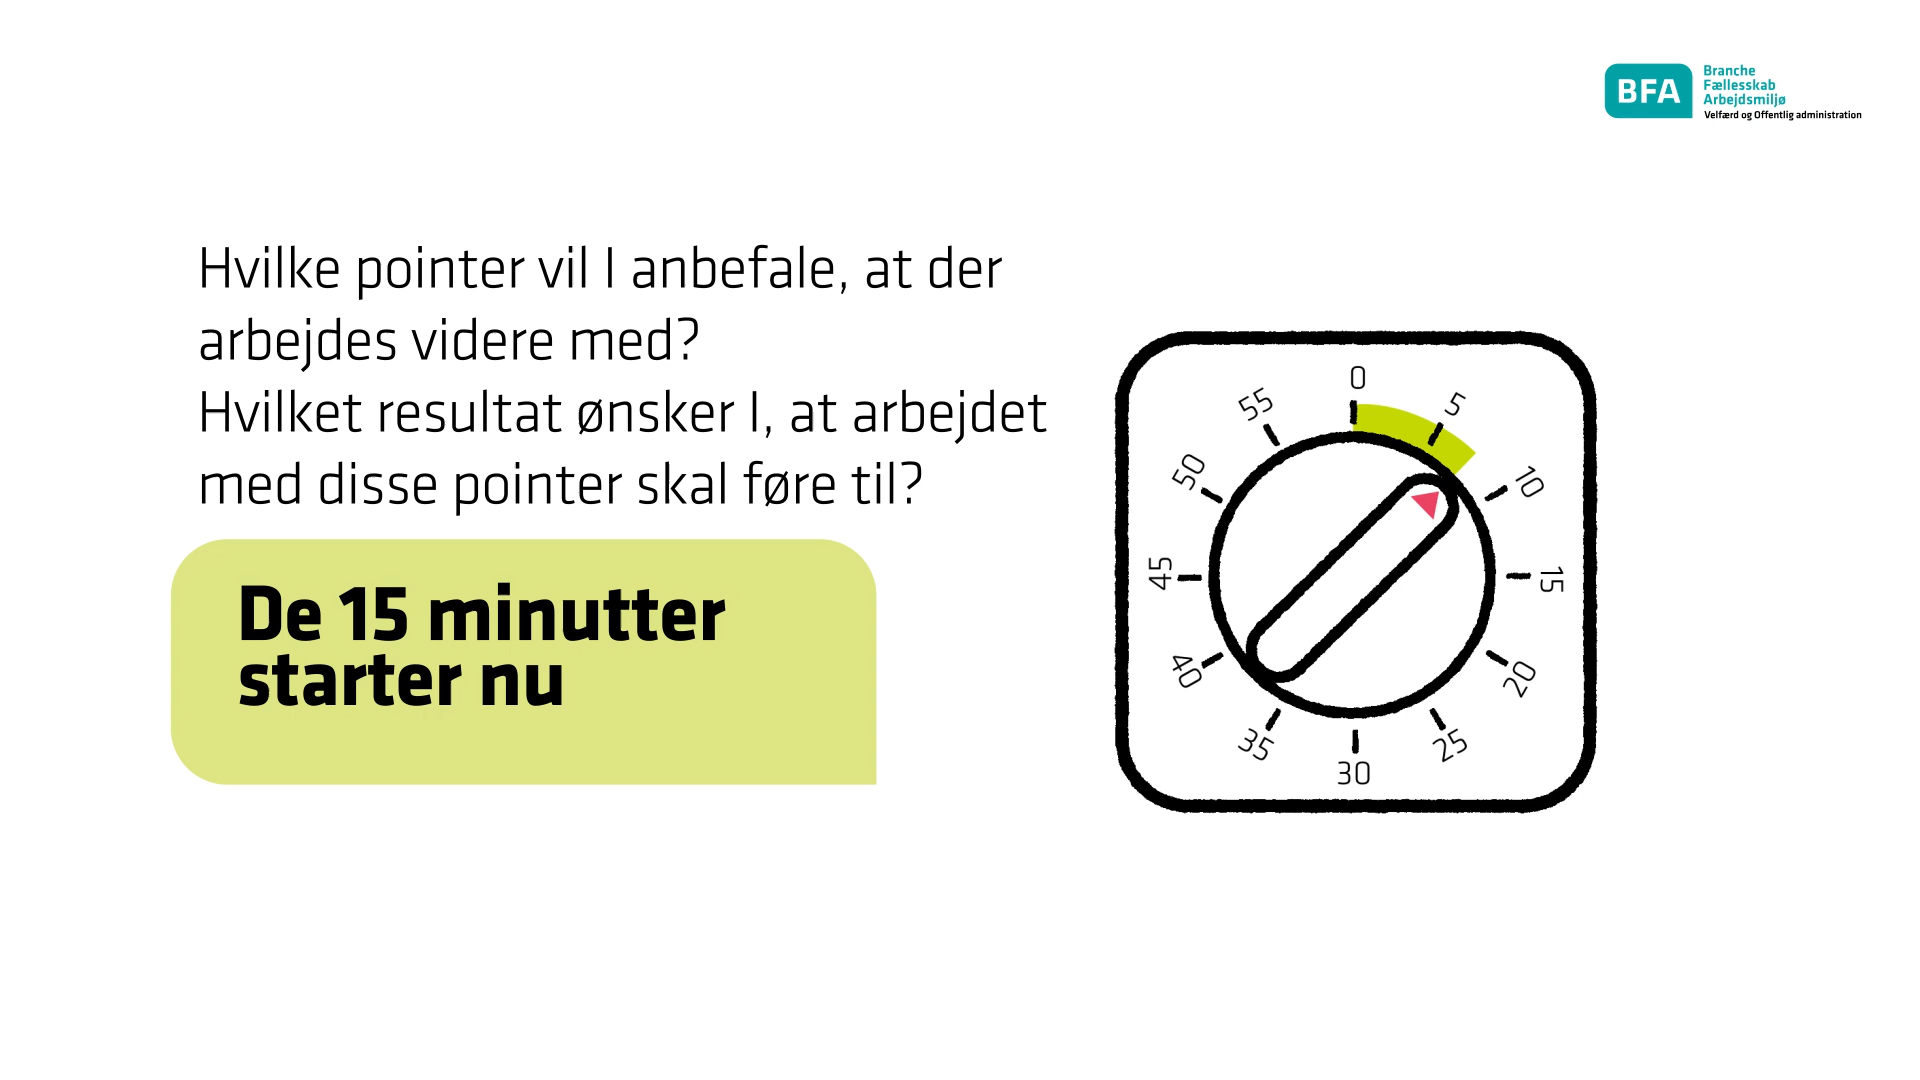 BFA
Branche
Fællesskab
Arbejdsmiljø
Velfærd og Offentlig administration
Hvilke pointer vil I anbefale, at der
arbejdes videre med?
Hvilket resultat ønsker I, at arbejdet
med disse pointer skal føre til?
De 15 minutter
starter nu
0
5
10
15
20
25
30
35
40
45
50
55